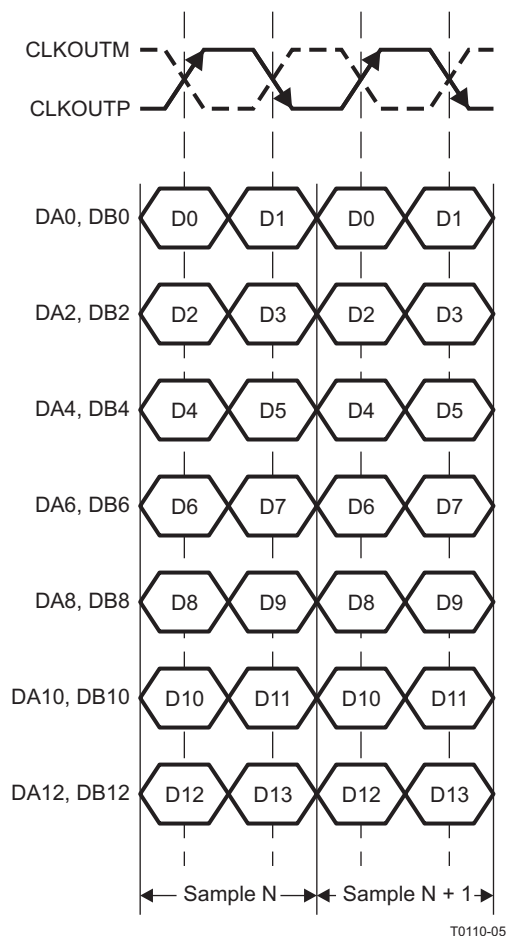 CLKOUTM
CLKOUTP
DA0, DB0 D0 D1 D0 D1
DA2, DB2 D2 D3 D2 D3
DA4, DB4 D4 D5 D4 D5
DA6, DB6 D6 D7 D6 D7
DA8, DB8 D8 D9 D8 D9
DA10, DB10 D10 D11 D10 D11
DA12, DB12 D12 D13 D12 D13
Sample N Sample N + 1
T0110-05